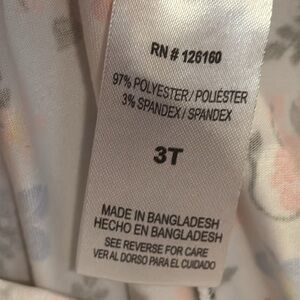 RN # 126160
97% POLYESTER / POLIÉSTER
3% SPANDEX / SPANDEX
3T
MADE IN BANGLADESH
HECHO EN BANGLADESH
SEE REVERSE FOR CARE
VER AL DORSO PARA EL CUIDADO